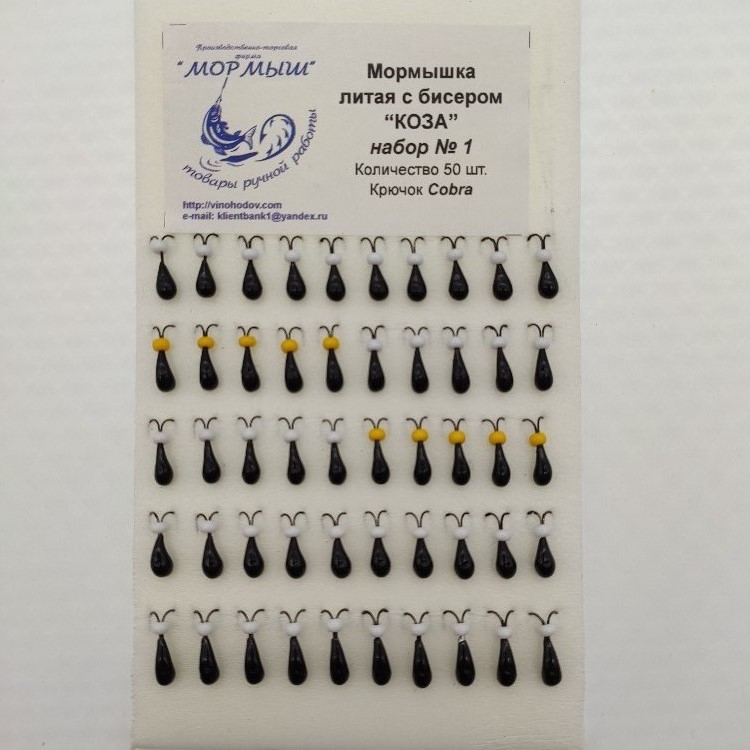 Производственно-торговая
фирма
"МОРМЫШ"
товары ручной работы
http://vinohodov.com
e-mail: klientbank1@yandex.ru
Мормышка
литая с бисером
“КОЗА”
набор № 1
Количество 50 шт.
Крючок Cobra